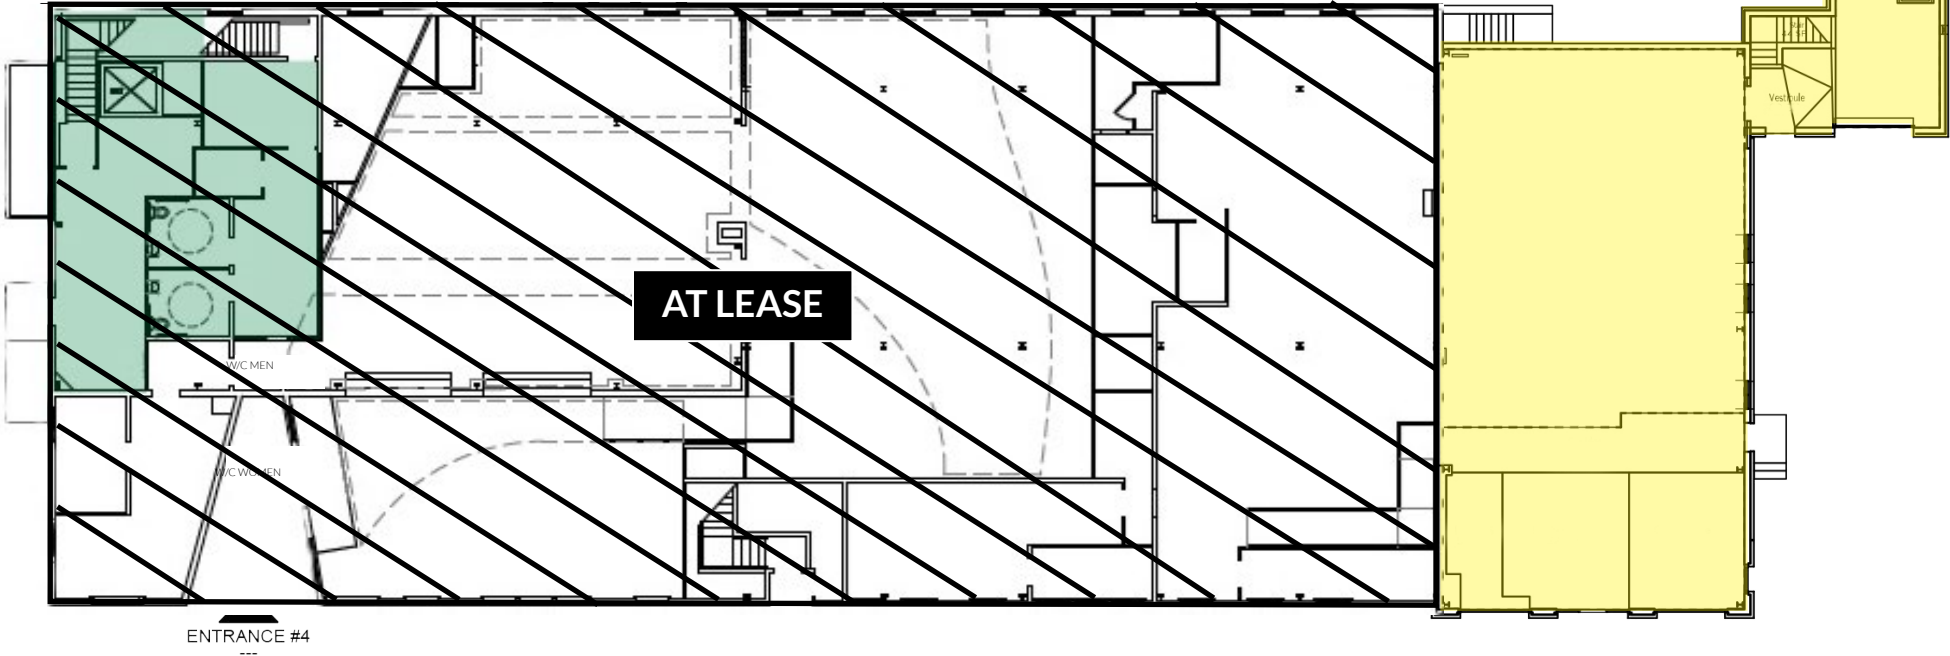 Vestibule
AT LEASE
W/C MEN
W/C WOMEN
ENTRANCE #4
---